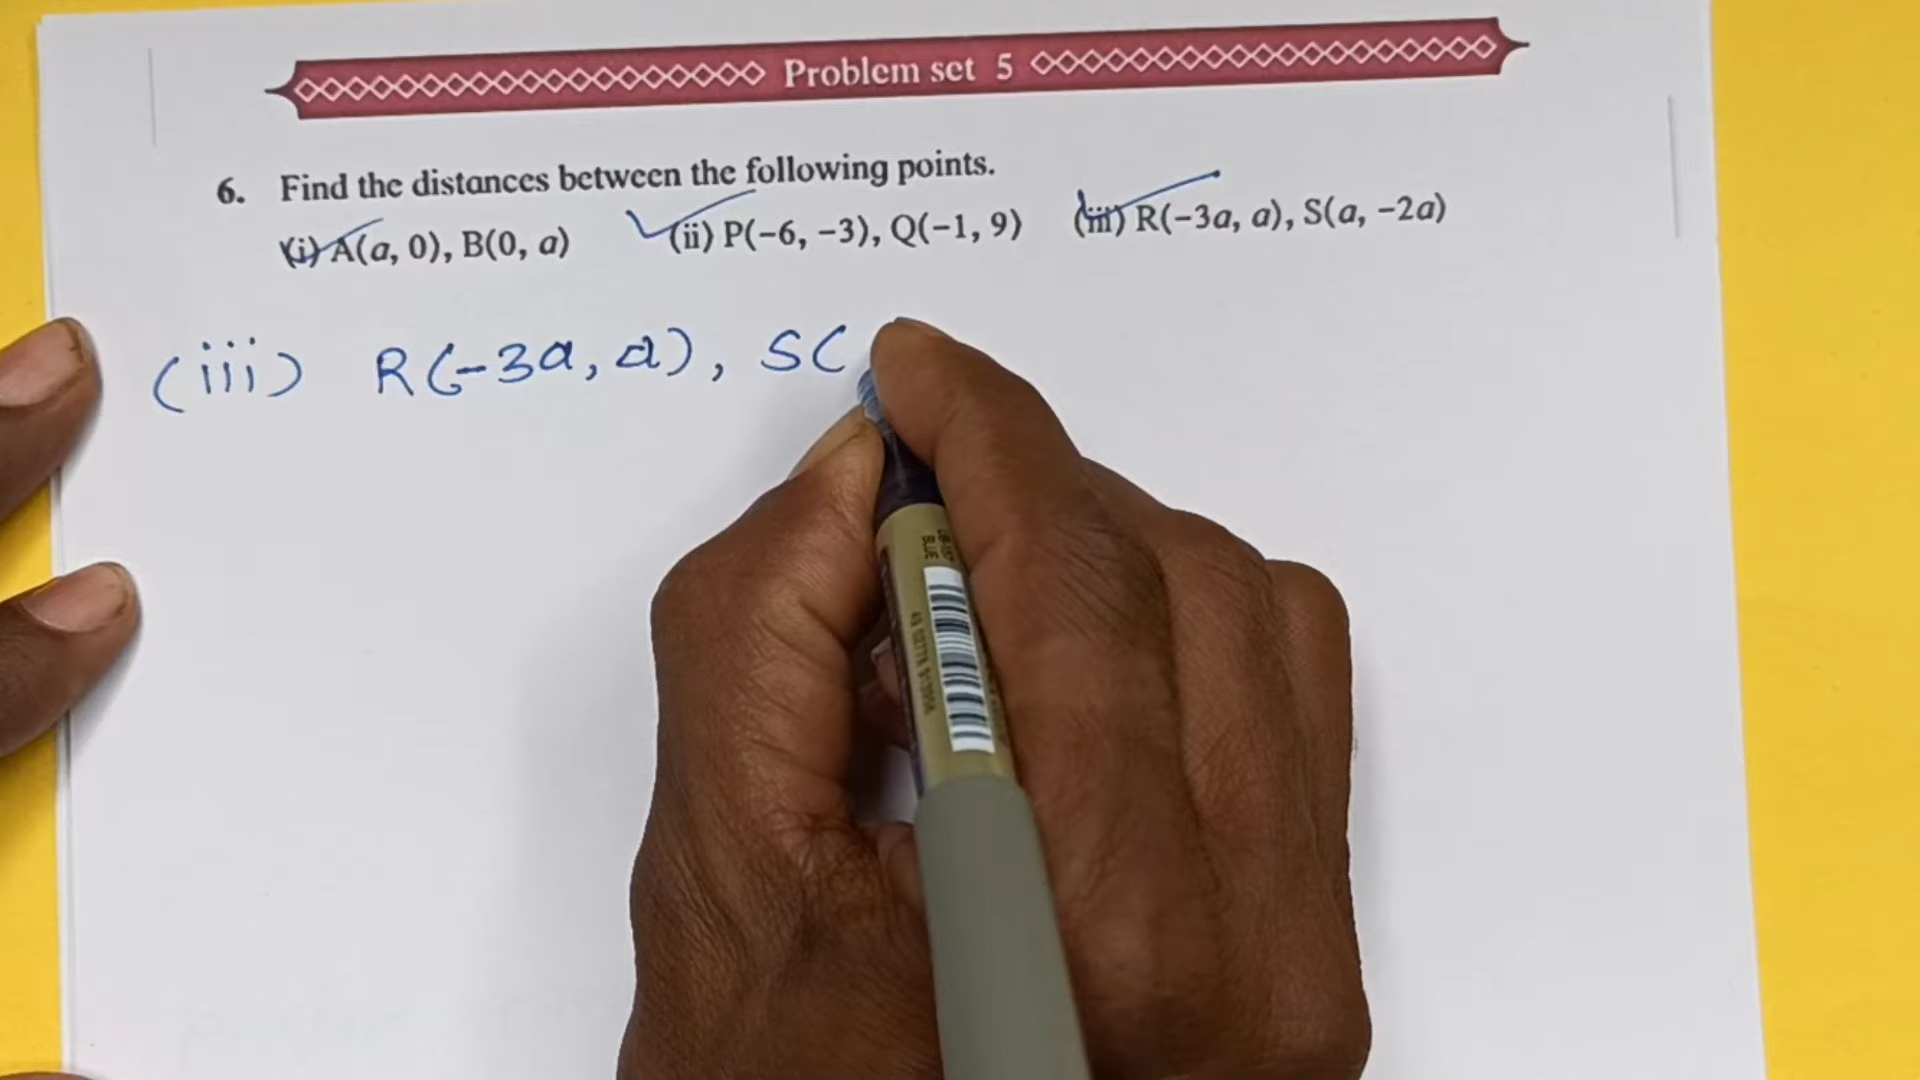 Problem set 5
6. Find the distances between the following points.
(i) A(a, 0), B(0, a) (ii) P(−6, −3), Q(−1, 9) (iii) R(−3a, a), S(a, −2a)
(iii) R(-3a, a), S(
BLUE